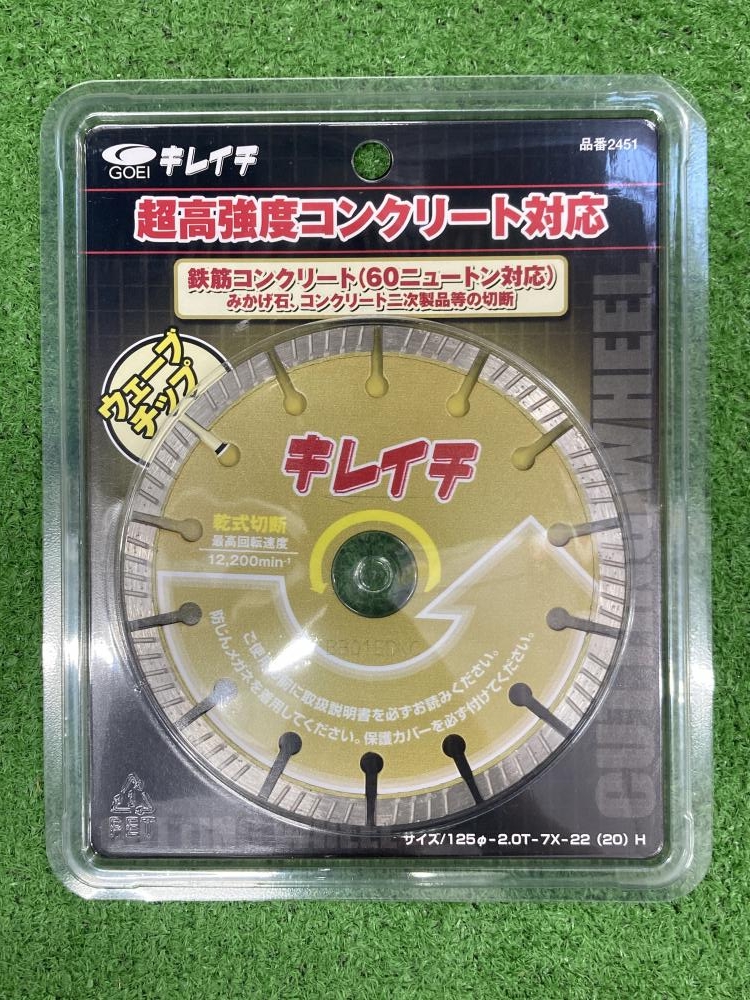 GOEI キレイチ
品番2451
超高強度コンクリート対応
鉄筋コンクリート(60ニュートン対応)
みかげ石、コンクリート二次製品等の切断
ウェーブ
チップ
キレイチ
乾式切断
最高回転速度
12,200min⁻¹
ご使用前に取扱説明書を必ずお読みください。
防じんメガネを着用してください。保護カバーを必ず付けてください。
CUTTING WHEEL
サイズ/125φ-2.0T-7X-22 (20) H